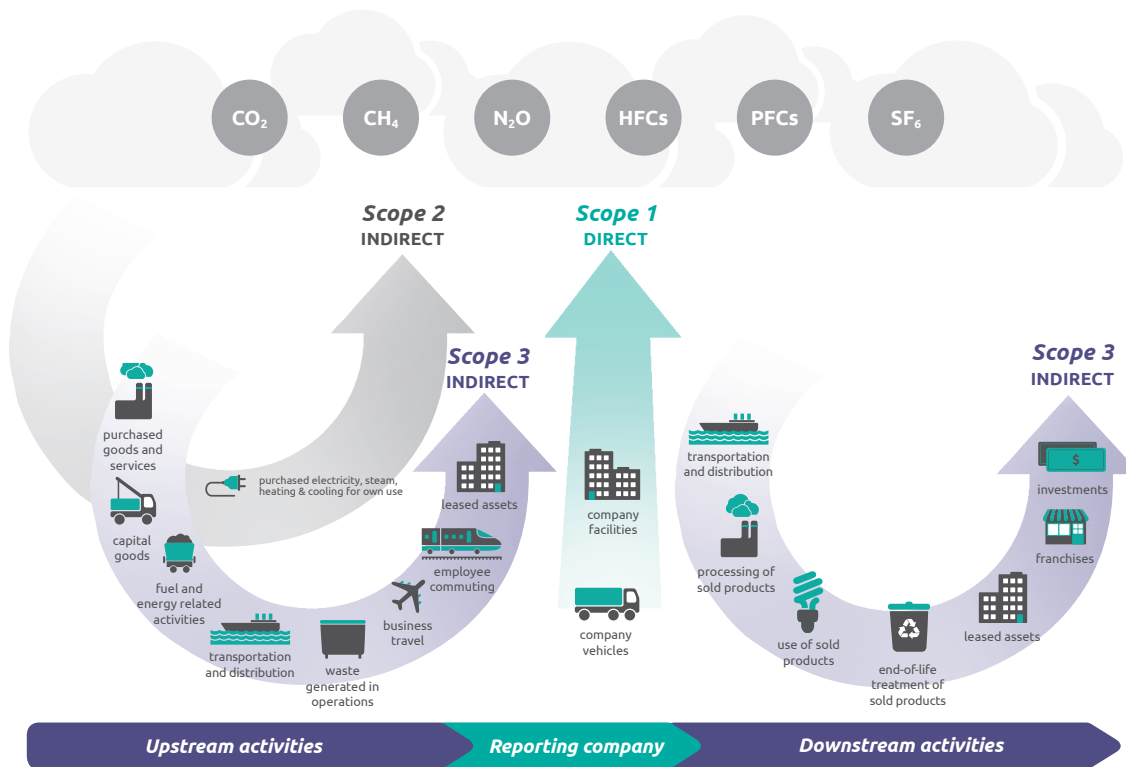 CO₂
CH₄
N₂O
HFCs
PFCs
SF₆
Scope 2
INDIRECT
Scope 1
DIRECT
Scope 3
INDIRECT
Scope 3
INDIRECT
purchased
goods and
services
capital
goods
fuel and
energy related
activities
transportation
and distribution
waste
generated in
operations
business
travel
employee
commuting
leased assets
purchased electricity, steam,
heating & cooling for own use
company
facilities
company
vehicles
transportation
and distribution
processing of
sold products
use of sold
products
end-of-life
treatment of
sold products
leased assets
franchises
$
investments
Upstream activities
Reporting company
Downstream activities